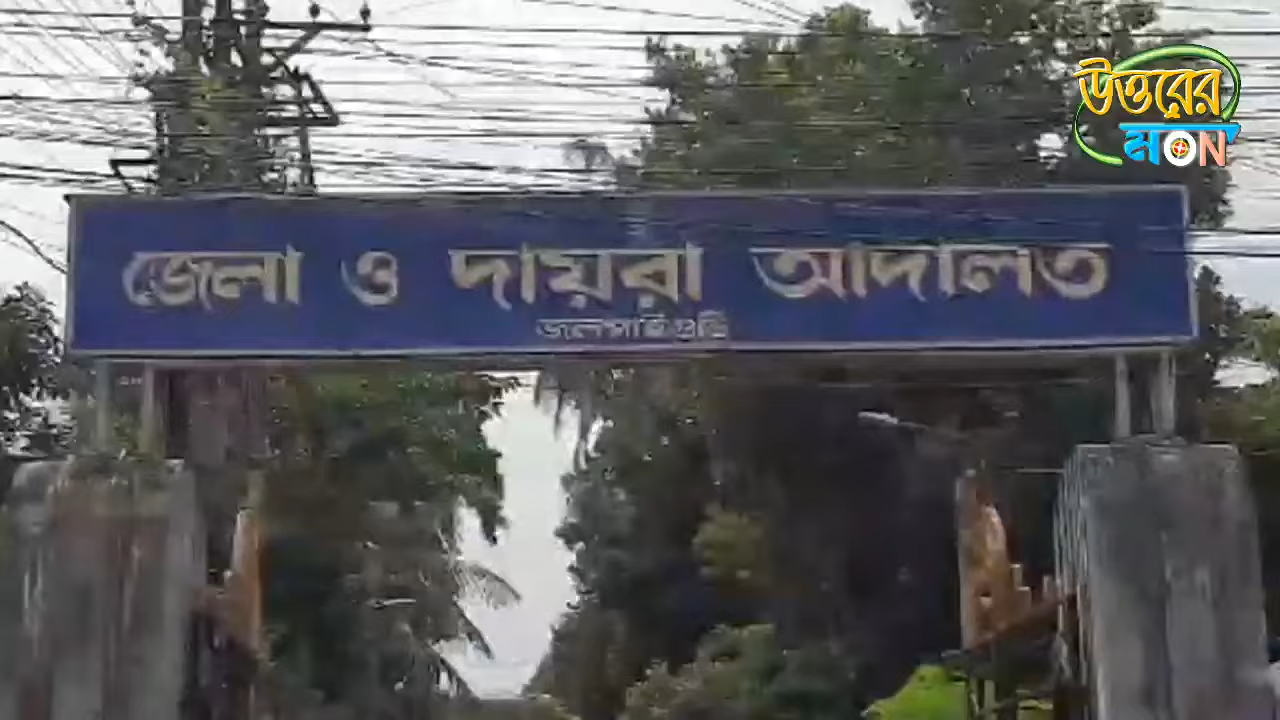 উত্তরের
মন
জেলা ও দায়রা আদালত
জলপাইগুড়ি